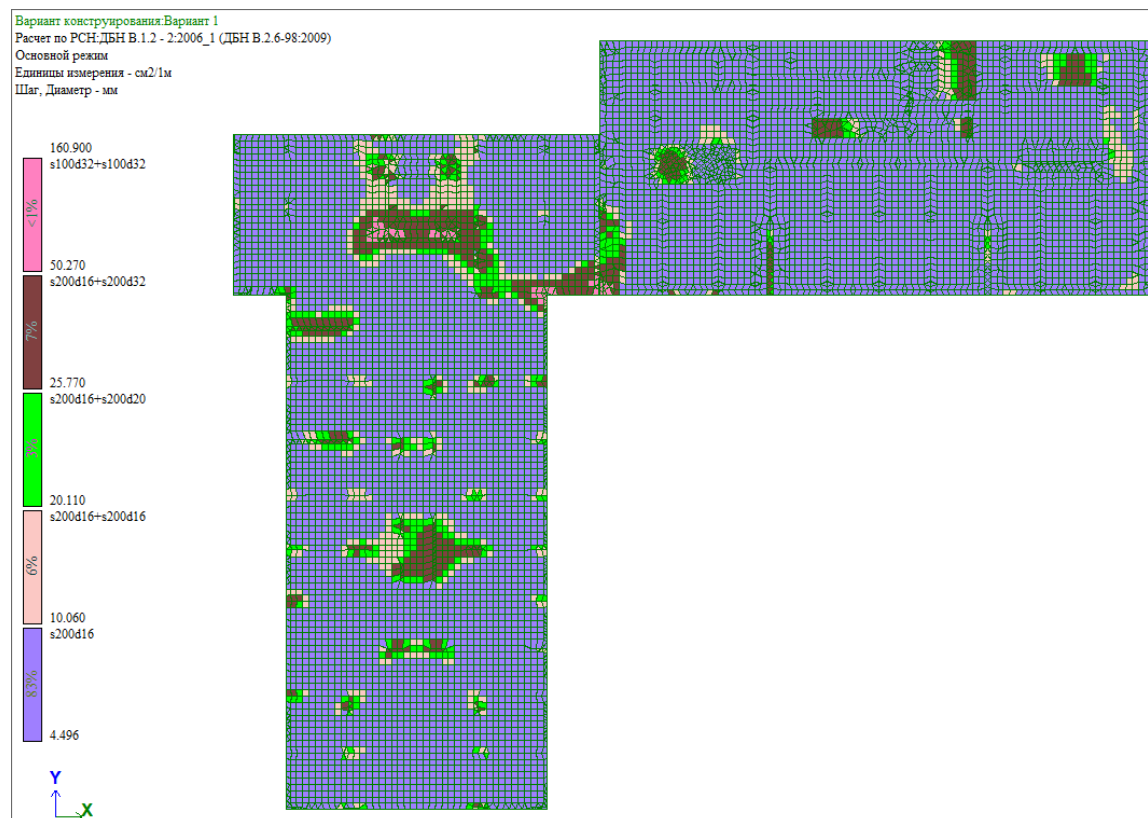 Вариант конструирования:Вариант 1
Расчет по РСН:ДБН В.1.2 - 2:2006_1 (ДБН В.2.6-98:2009)
Основной режим
Единицы измерения - см2/1м
Шаг, Диаметр - мм
160.900
s100d32+s100d32
<1%
50.270
s200d16+s200d32
7%
25.770
s200d16+s200d20
3%
20.110
s200d16+s200d16
6%
10.060
s200d16
83%
4.496
Y
X